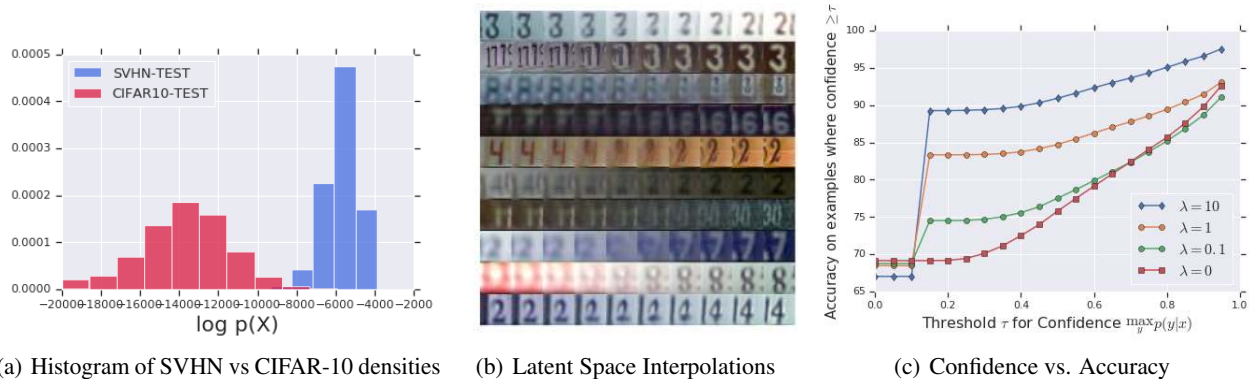 0.0005
0.0004
0.0003
0.0002
0.0001
0.0000
SVHN-TEST
CIFAR10-TEST
−20000
−18000
−16000
−14000
−12000
−10000
−8000
−6000
−4000
−2000
log p(X)
(a) Histogram of SVHN vs CIFAR-10 densities
(b) Latent Space Interpolations
Accuracy on examples where confidence ≥ τ
100
95
90
85
80
75
70
65
λ = 10
λ = 1
λ = 0.1
λ = 0
0.0 0.2 0.4 0.6 0.8 1.0
Threshold τ for Confidence max p(y|x)
y
(c) Confidence vs. Accuracy